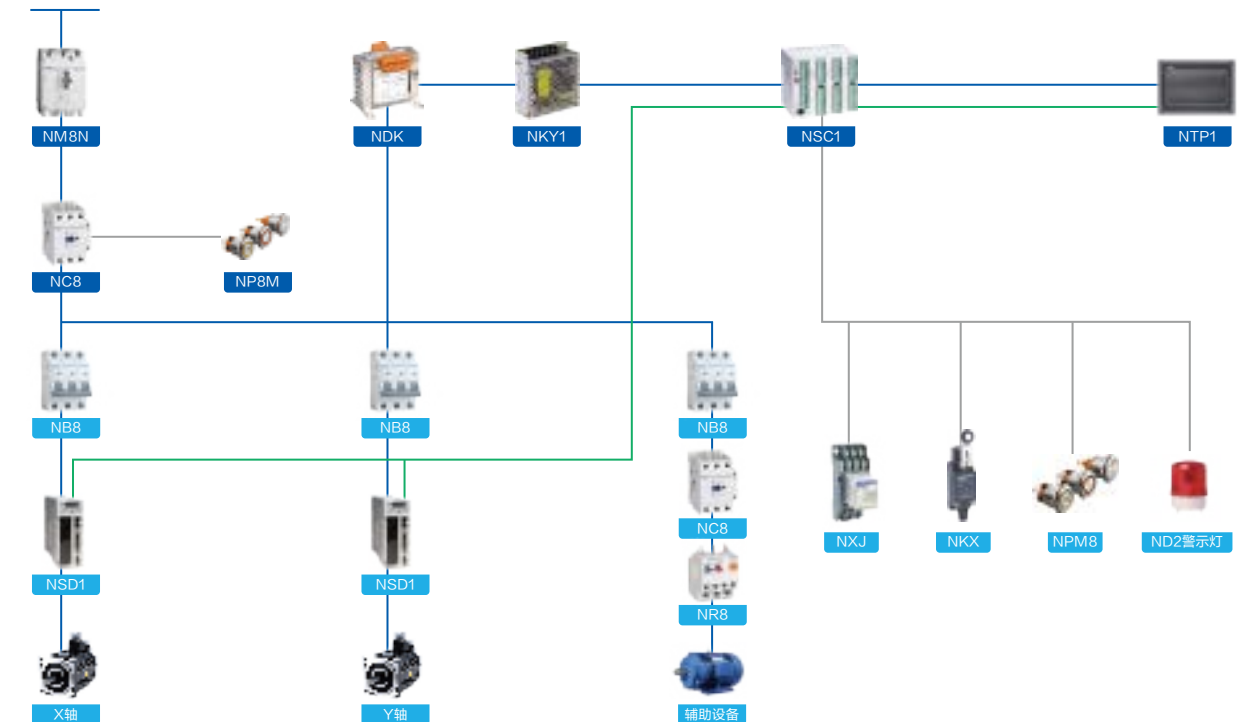 NM8N
NDK
NKY1
NSC1
NTP1
NC8
NP8M
NB8
NB8
NB8
NC8
NXJ
NKX
NPM8
ND2警示灯
NSD1
NSD1
NR8
X轴
Y轴
辅助设备